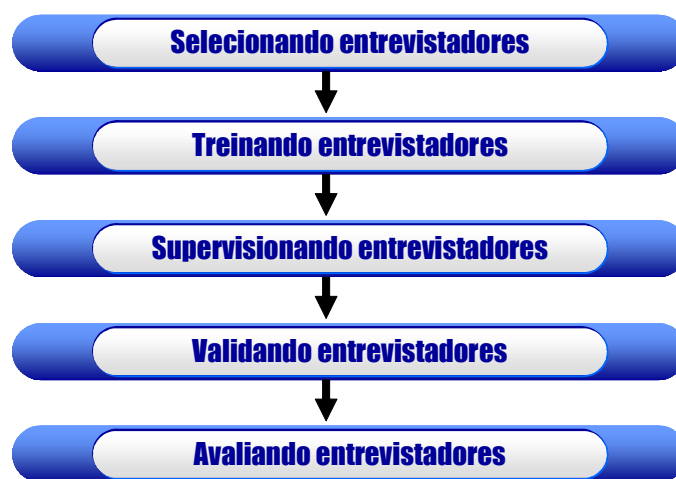 Selecionando entrevistadores
Treinando entrevistadores
Supervisionando entrevistadores
Validando entrevistadores
Avaliando entrevistadores